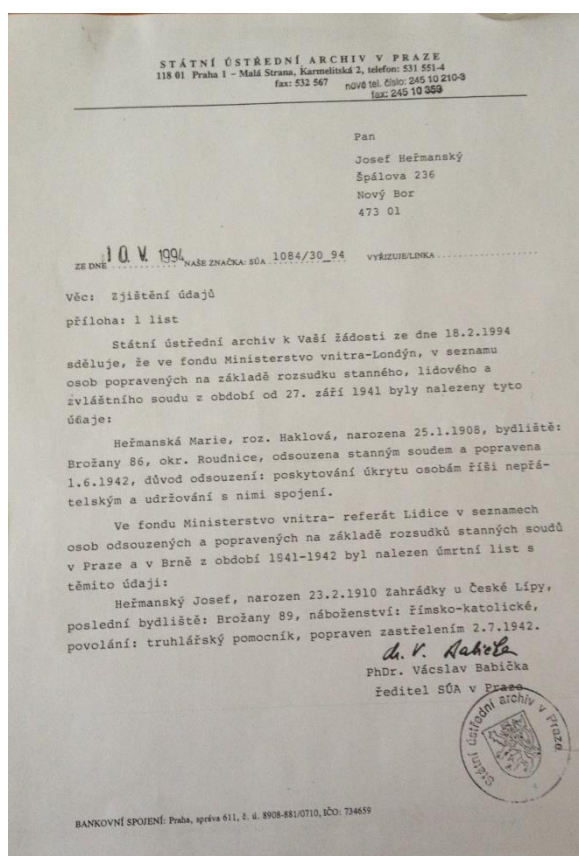 STÁTNÍ ÚSTŘEDNÍ ARCHIV V PRAZE
118 01 Praha 1 – Malá Strana, Karmelitská 2, telefon: 531 551-4
fax: 532 567 nové tel. číslo: 245 10 210-3
fax: 245 10 359
Pan
Josef Heřmanský
Špálova 236
Nový Bor
473 01
ZE DNE 10. V. 1994 NAŠE ZNAČKA: SÚA 1084/30_94 VYŘIZUJE/LINKA
Věc: Zjištění údajů
příloha: 1 list
Státní ústřední archiv k Vaší žádosti ze dne 18.2.1994
sděluje, že ve fondu Ministerstvo vnitra-Londýn, v seznamu
osob popravených na základě rozsudku stanného, lidového a
zvláštního soudu z období od 27. září 1941 byly nalezeny tyto
údaje:
Heřmanská Marie, roz. Haklová, narozena 25.1.1908, bydliště:
Brožany 86, okr. Roudnice, odsouzena stanným soudem a popravena
1.6.1942, důvod odsouzení: poskytování úkrytu osobám říši nepřá-
telským a udržování s nimi spojení.
Ve fondu Ministerstvo vnitra- referát Lidice v seznamech
osob odsouzených a popravených na základě rozsudků stanných soudů
v Praze a v Brně z období 1941-1942 byl nalezen úmrtní list s
těmito údaji:
Heřmanský Josef, narozen 23.2.1910 Zahrádky u České Lípy,
poslední bydliště: Brožany 89, náboženství: římsko-katolické,
povolání: truhlářský pomocník, popraven zastřelením 2.7.1942.
dr. V. Babička
PhDr. Vácslav Babička
ředitel SÚA v Praze
Státní ústřední archiv v Praze
BANKOVNÍ SPOJENÍ: Praha, správa 611, č. ú. 8908-881/0710, IČO: 734659